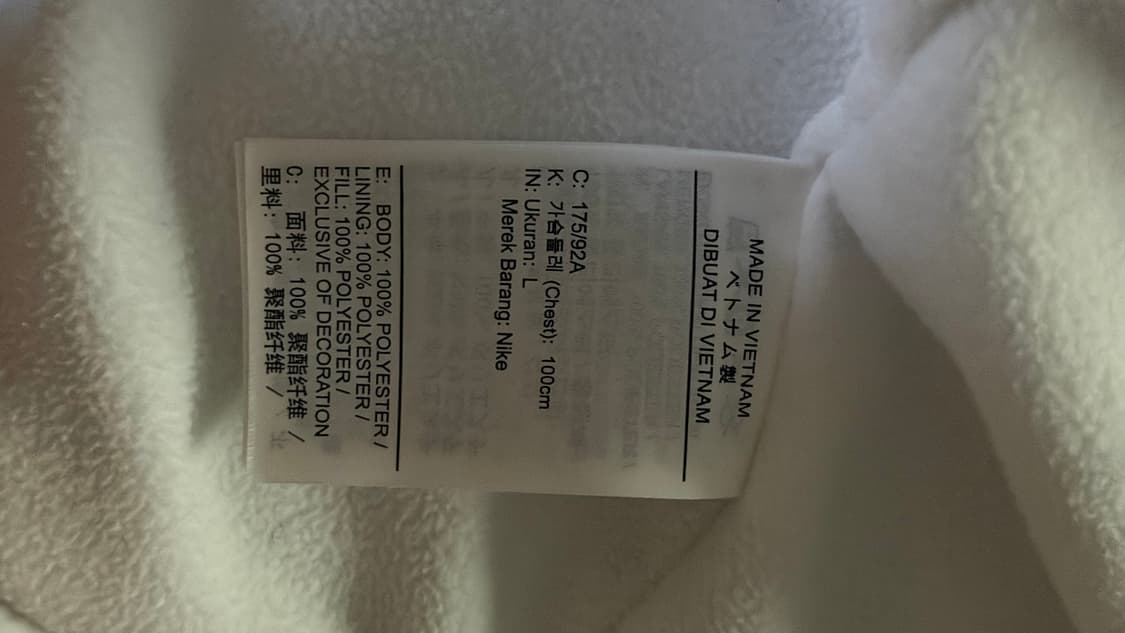 MADE IN VIETNAM
ベトナム製
DIBUAT DI VIETNAM
C: 175/92A
K: 가슴둘레 (Chest): 100cm
IN: Ukuran: L
Merek Barang: Nike
E: BODY: 100% POLYESTER /
LINING: 100% POLYESTER /
FILL: 100% POLYESTER /
EXCLUSIVE OF DECORATION
C: 面料: 100% 聚酯纤维 /
里料: 100% 聚酯纤维 /